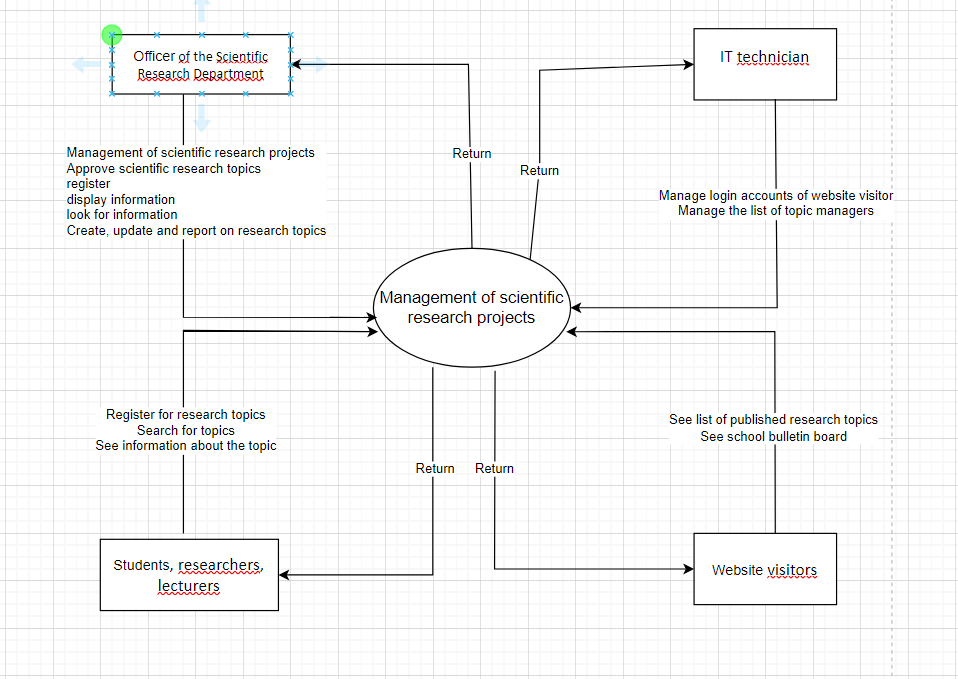 Officer of the Scientific
Research Department
IT technician
Management of scientific research projects
Approve scientific research topics
register
display information
look for information
Create, update and report on research topics
Return
Return
Manage login accounts of website visitor
Manage the list of topic managers
Management of scientific
research projects
Register for research topics
Search for topics
See information about the topic
See list of published research topics
See school bulletin board
Return
Return
Students, researchers,
lecturers
Website visitors